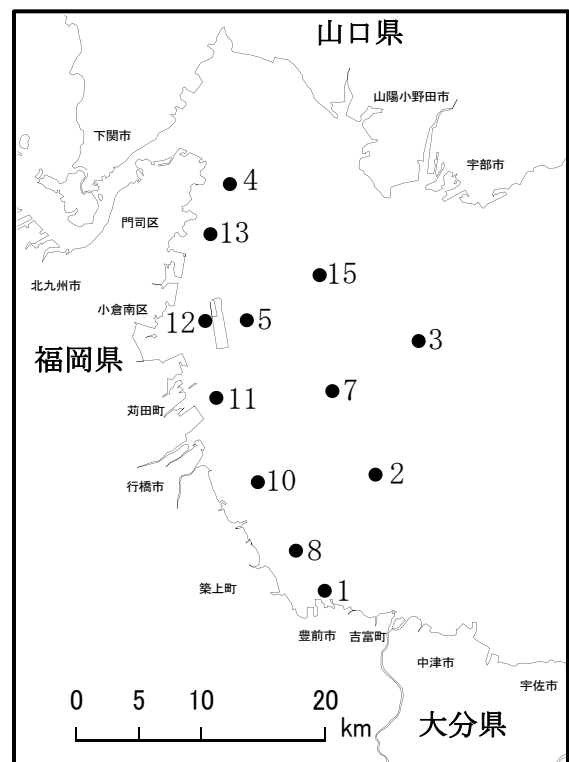 山口県
山陽小野田市
下関市
宇部市
4
門司区
13
15
北九州市
小倉南区
12
5
3
福岡県
7
11
苅田町
2
10
行橋市
8
築上町
1
豊前市
吉富町
中津市
宇佐市
0 5 10 20
km
大分県